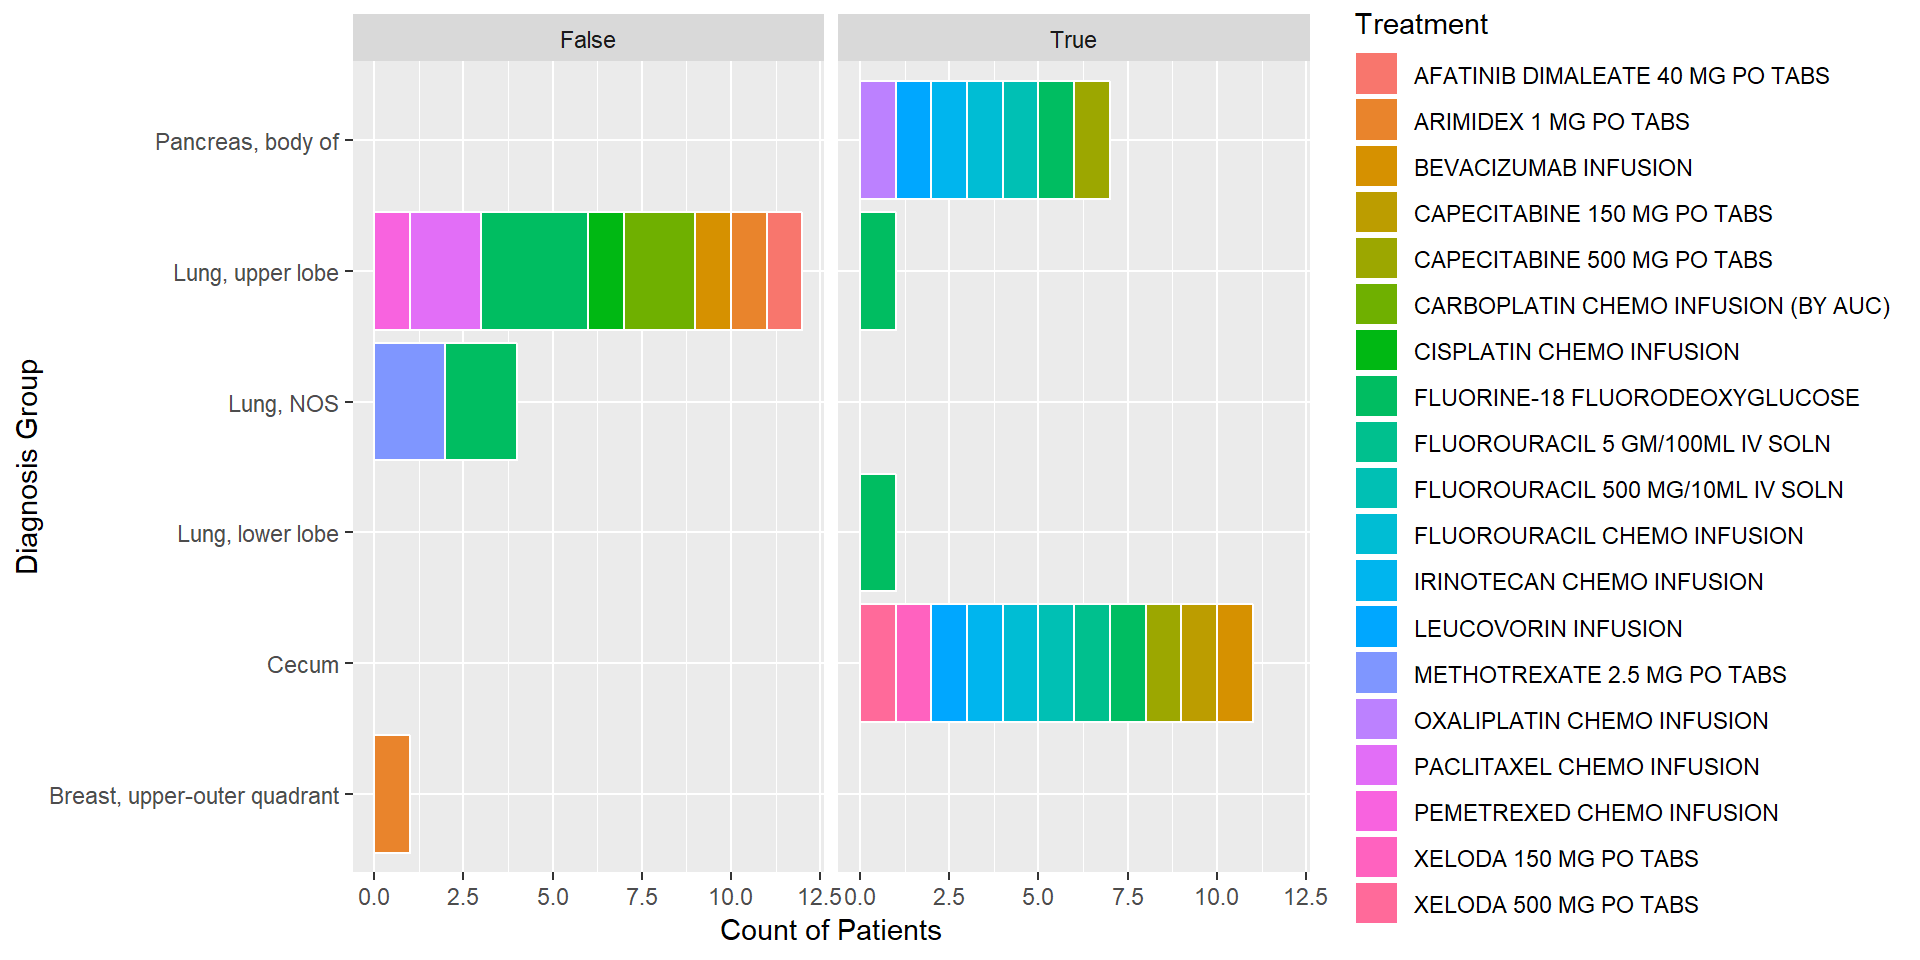 False
True
Diagnosis Group
Pancreas, body of
Lung, upper lobe
Lung, NOS
Lung, lower lobe
Cecum
Breast, upper-outer quadrant
0.0 2.5 5.0 7.5 10.0 12.5
0.0 2.5 5.0 7.5 10.0 12.5
Count of Patients
Treatment
AFATINIB DIMALEATE 40 MG PO TABS
ARIMIDEX 1 MG PO TABS
BEVACIZUMAB INFUSION
CAPECITABINE 150 MG PO TABS
CAPECITABINE 500 MG PO TABS
CARBOPLATIN CHEMO INFUSION (BY AUC)
CISPLATIN CHEMO INFUSION
FLUORINE-18 FLUORODEOXYGLUCOSE
FLUOROURACIL 5 GM/100ML IV SOLN
FLUOROURACIL 500 MG/10ML IV SOLN
FLUOROURACIL CHEMO INFUSION
IRINOTECAN CHEMO INFUSION
LEUCOVORIN INFUSION
METHOTREXATE 2.5 MG PO TABS
OXALIPLATIN CHEMO INFUSION
PACLITAXEL CHEMO INFUSION
PEMETREXED CHEMO INFUSION
XELODA 150 MG PO TABS
XELODA 500 MG PO TABS